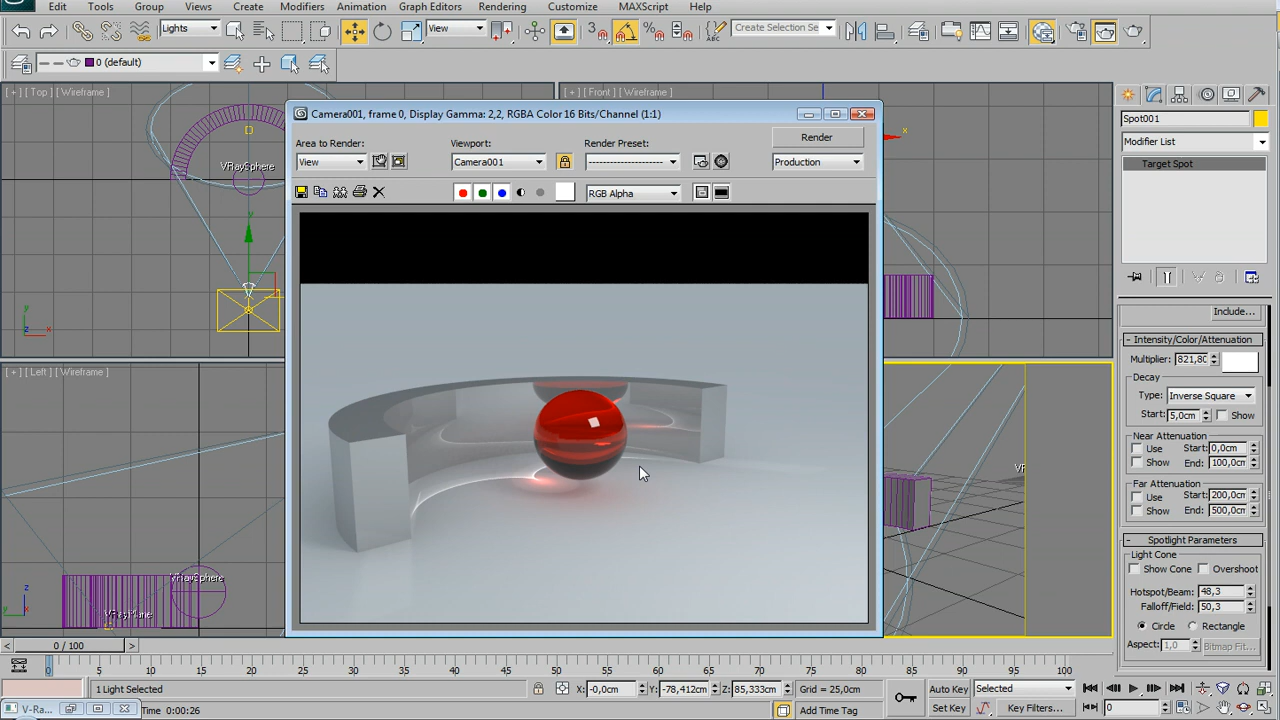 Edit Tools Group Views Create Modifiers Animation Graph Editors Rendering Customize MAXScript Help
Lights View Create Selection Se
0 (default)
[ + ] [ Top ] [ Wireframe ]
[ + ] [ Front ] [ Wireframe ]
Camera001, frame 0, Display Gamma: 2,2, RGBA Color 16 Bits/Channel (1:1)
Area to Render: Viewport: Render Preset: Render
View Camera001 -------------------- Production
RGB Alpha
VRaySphere
y
x
z
x
Spot001
Modifier List
Target Spot
Include...
- Intensity/Color/Attenuation
Multiplier: 821,80
Decay
Type: Inverse Square
Start: 5,0cm Show
Near Attenuation
Use Start: 0,0cm
Show End: 100,0cm
Far Attenuation
Use Start: 200,0cm
Show End: 500,0cm
- Spotlight Parameters
Light Cone
Show Cone Overshoot
Hotspot/Beam: 48,3
Falloff/Field: 50,3
Circle Rectangle
Aspect: 1,0 Bitmap Fit...
[ + ] [ Left ] [ Wireframe ]
VRaySphere
VRayPlane
z
y
VF
< 0 / 100 >
0 5 10 15 20 25 30 35 40 45 50 55 60 65 70 75 80 85 90 95 100
1 Light Selected X: -0,0cm Y: -78,412cm Z: 85,333cm Grid = 25,0cm Auto Key Selected
V-Ra... Time 0:00:26 Add Time Tag Set Key Key Filters... 0